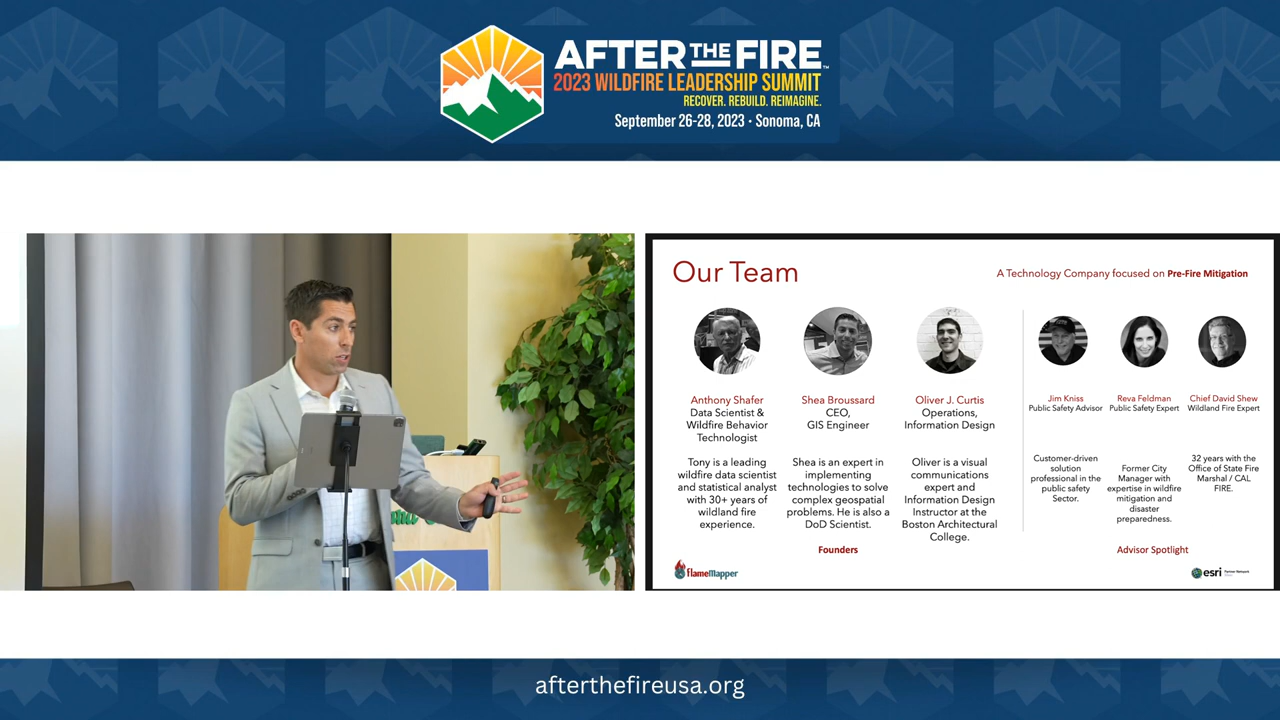 AFTER THE FIRE™
2023 WILDFIRE LEADERSHIP SUMMIT
RECOVER. REBUILD. REIMAGINE.
September 26-28, 2023 • Sonoma, CA
Our Team
A Technology Company focused on Pre-Fire Mitigation
Anthony Shafer
Data Scientist &
Wildfire Behavior
Technologist
Tony is a leading
wildfire data scientist
and statistical analyst
with 30+ years of
wildland fire
experience.
Shea Broussard
CEO,
GIS Engineer
Shea is an expert in
implementing
technologies to solve
complex geospatial
problems. He is also a
DoD Scientist.
Oliver J. Curtis
Operations,
Information Design
Oliver is a visual
communications
expert and
Information Design
Instructor at the
Boston Architectural
College.
Founders
Jim Kniss
Public Safety Advisor
Customer-driven
solution
professional in the
public safety
Sector.
Reva Feldman
Public Safety Expert
Former City
Manager with
expertise in wildfire
mitigation and
disaster
preparedness.
Chief David Shew
Wildland Fire Expert
32 years with the
Office of State Fire
Marshal / CAL
FIRE.
Advisor Spotlight
flameMapper
esri Partner Network
afterthefireusa.org